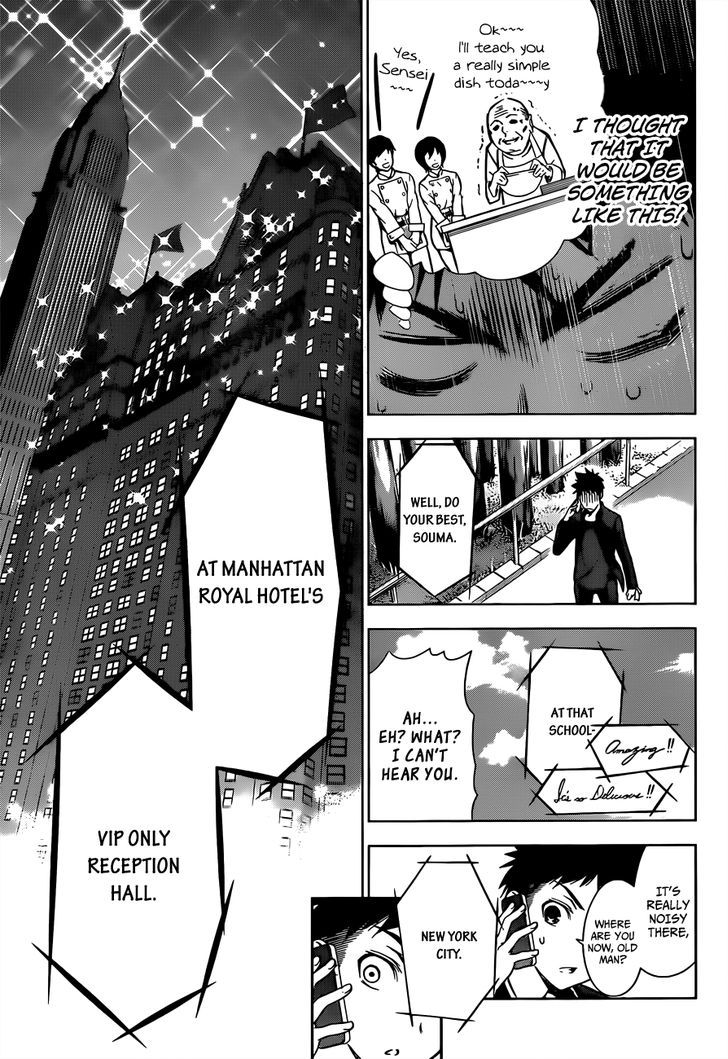 Ok~~~
I'll teach you
a really simple
dish toda~~~y
Yes,
Sensei
~~~
I THOUGHT
THAT IT
WOULD BE
SOMETHING
LIKE THIS!
WELL, DO
YOUR BEST,
SOUMA.
AT THAT
SCHOOL-
Amazing!!
It's so Delicious!!
AH...
EH? WHAT?
I CAN'T
HEAR YOU.
IT'S
REALLY
NOISY
THERE,
WHERE
ARE YOU
NOW, OLD
MAN?
NEW YORK
CITY.
AT MANHATTAN
ROYAL HOTEL'S
VIP ONLY
RECEPTION
HALL.